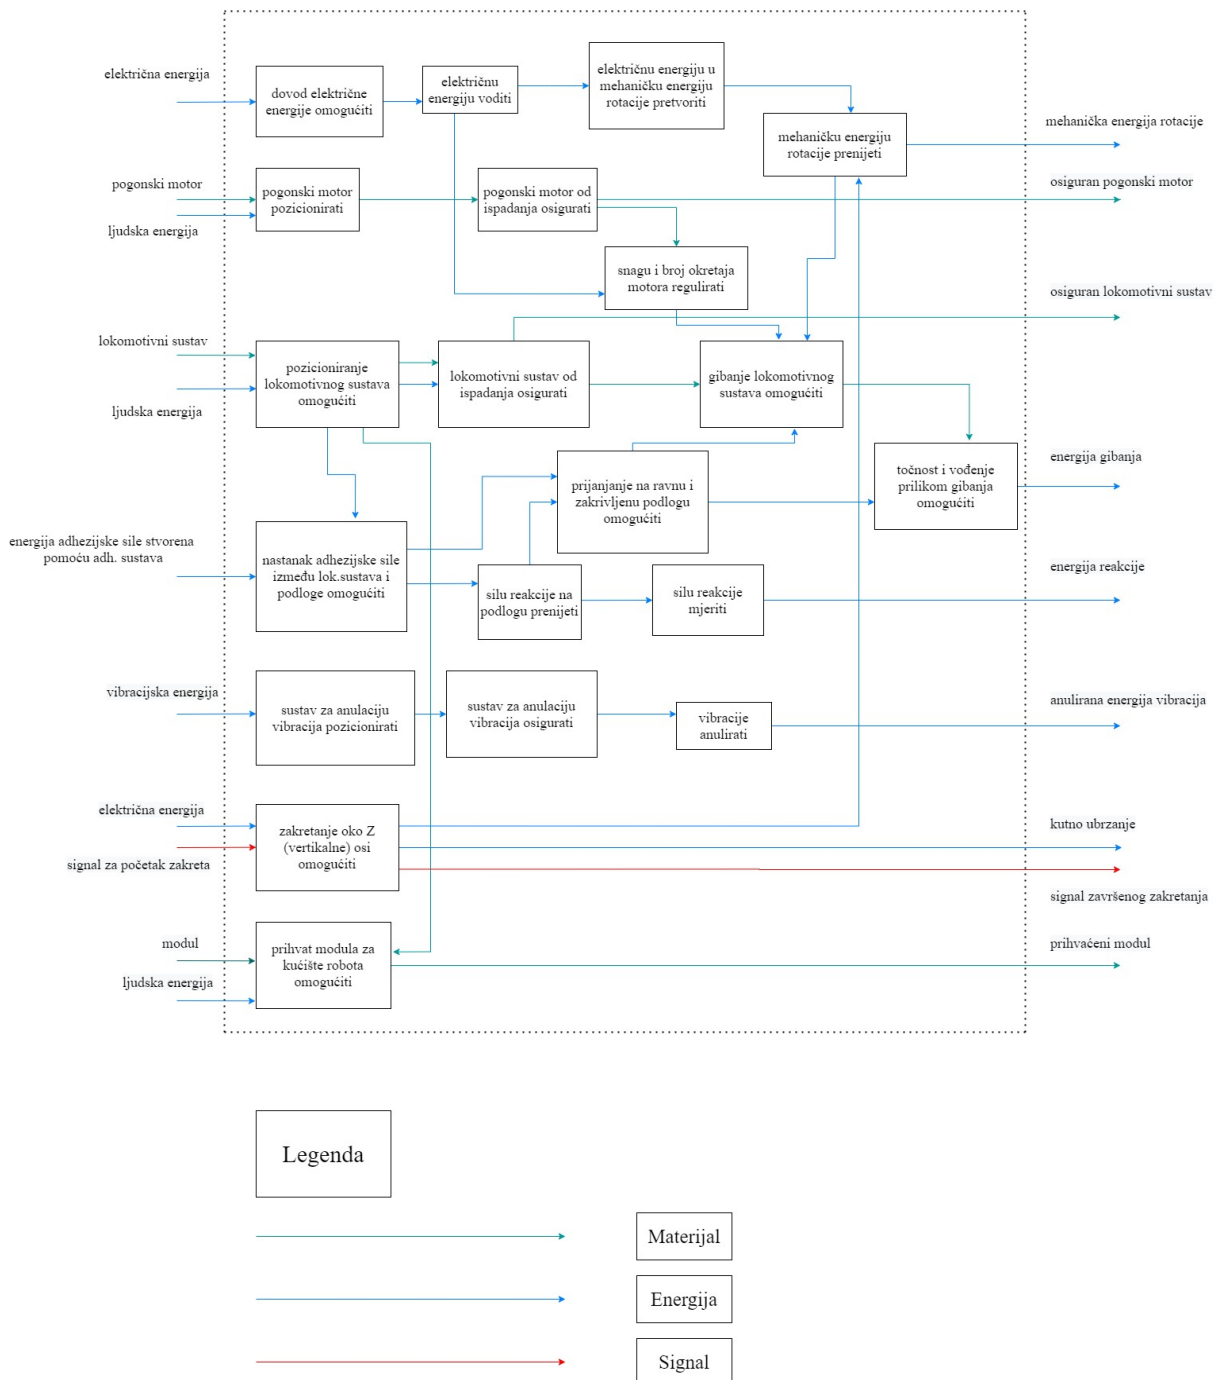 električna energija
dovod električne
energije omogućiti
električnu
energiju voditi
električnu energiju u
mehaničku energiju
rotacije pretvoriti
mehaničku energiju
rotacije prenijeti
mehanička energija rotacije
pogonski motor
ljudska energija
pogonski motor
pozicionirati
pogonski motor od
ispadanja osigurati
osiguran pogonski motor
snagu i broj okretaja
motora regulirati
osiguran lokomotivni sustav
lokomotivni sustav
ljudska energija
pozicioniranje
lokomotivnog sustava
omogućiti
lokomotivni sustav od
ispadanja osigurati
gibanje lokomotivnog
sustava omogućiti
točnost i vođenje
prilikom gibanja
omogućiti
energija gibanja
prijanjanje na ravnu i
zakrivljenu podlogu
omogućiti
energija adhezijske sile stvorena
pomoću adh. sustava
nastanak adhezijske sile
između lok.sustava i
podloge omogućiti
silu reakcije na
podlogu prenijeti
silu reakcije
mjeriti
energija reakcije
vibracijska energija
sustav za anulaciju
vibracija pozicionirati
sustav za anulaciju
vibracija osigurati
vibracije
anulirati
anulirana energija vibracija
električna energija
signal za početak zakreta
zakretanje oko Z
(vertikalne) osi
omogućiti
kutno ubrzanje
signal završenog zakretanja
modul
ljudska energija
prihvat modula za
kućište robota
omogućiti
prihvaćeni modul
Legenda
Materijal
Energija
Signal